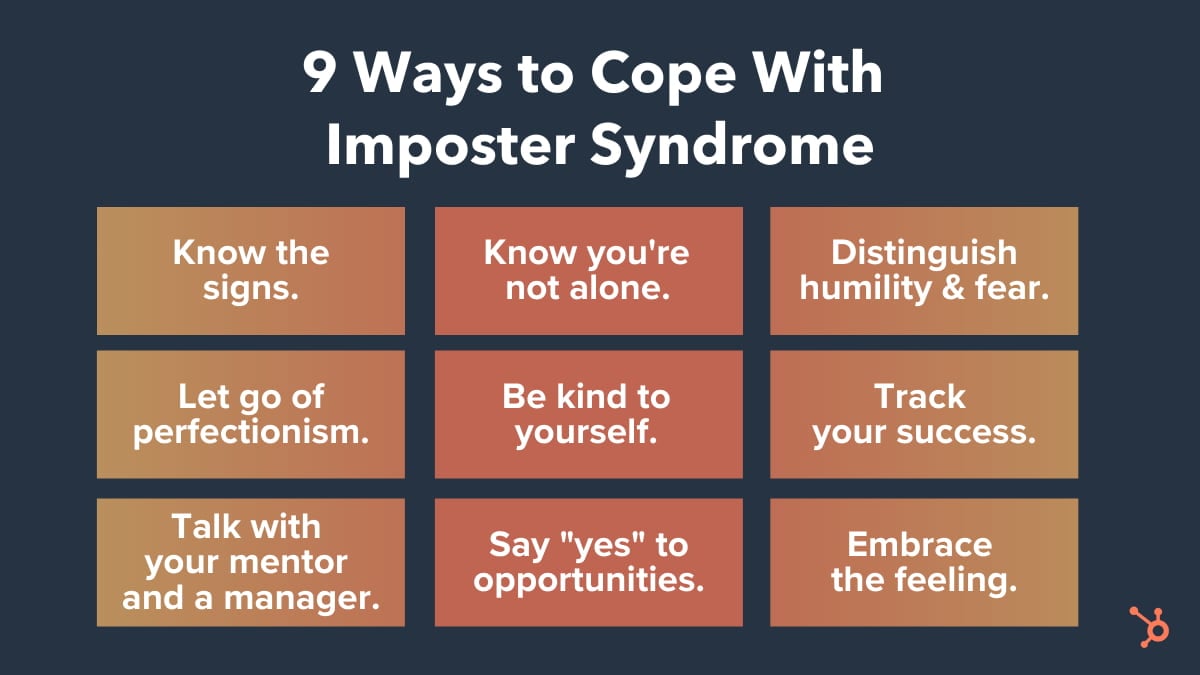 9 Ways to Cope With
Imposter Syndrome
Know the
signs.
Know you're
not alone.
Distinguish
humility & fear.
Let go of
perfectionism.
Be kind to
yourself.
Track
your success.
Talk with
your mentor
and a manager.
Say "yes" to
opportunities.
Embrace
the feeling.